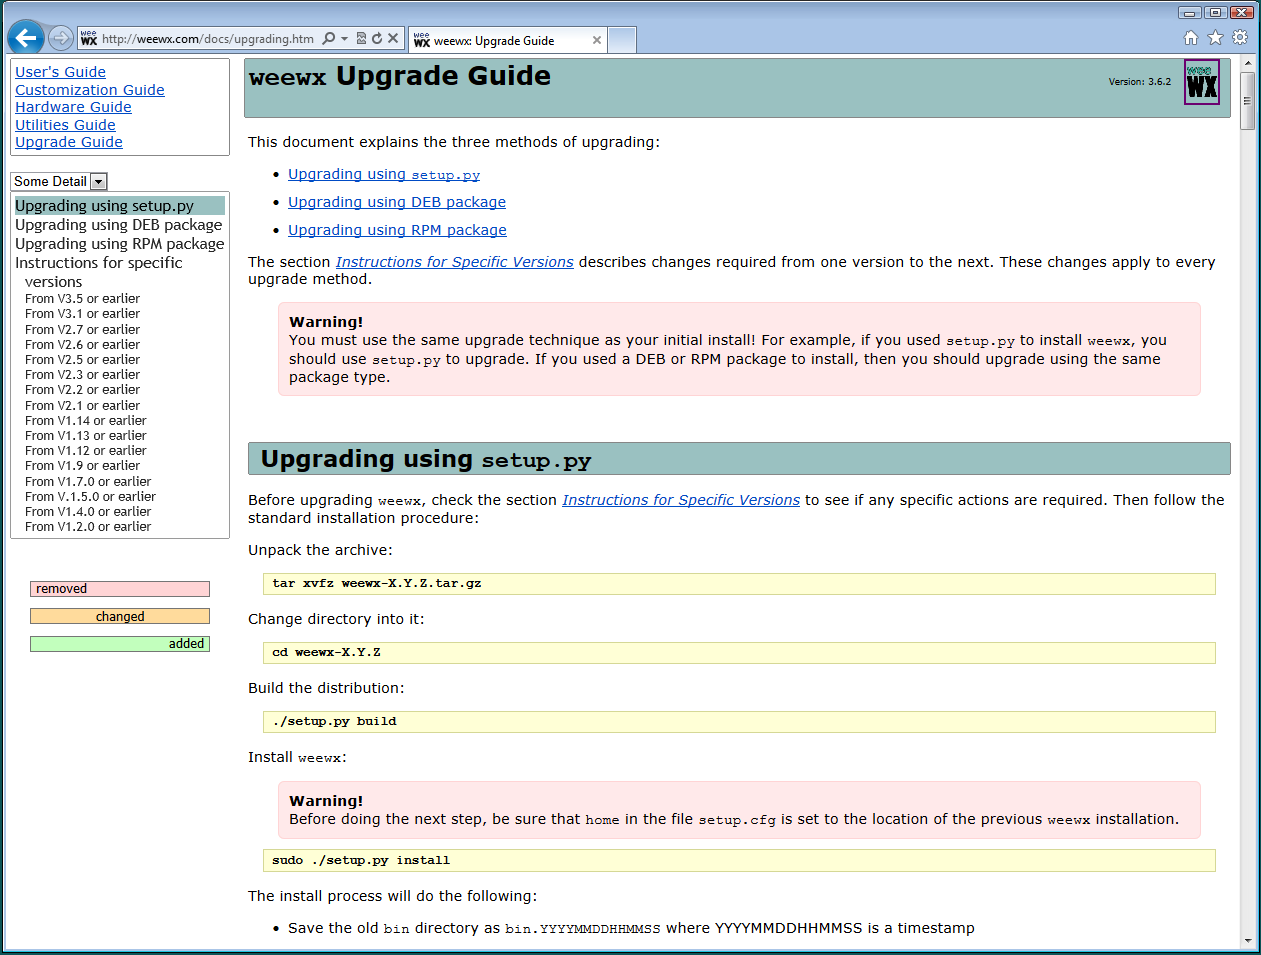 http://weewx.com/docs/upgrading.htm
wee WX weewx: Upgrade Guide
User's Guide
Customization Guide
Hardware Guide
Utilities Guide
Upgrade Guide
Some Detail
Upgrading using setup.py
Upgrading using DEB package
Upgrading using RPM package
Instructions for specific
versions
From V3.5 or earlier
From V3.1 or earlier
From V2.7 or earlier
From V2.6 or earlier
From V2.5 or earlier
From V2.3 or earlier
From V2.2 or earlier
From V2.1 or earlier
From V1.14 or earlier
From V1.13 or earlier
From V1.12 or earlier
From V1.9 or earlier
From V1.7.0 or earlier
From V.1.5.0 or earlier
From V1.4.0 or earlier
From V1.2.0 or earlier
removed
changed
added
weewx Upgrade Guide
Version: 3.6.2
wee
WX
This document explains the three methods of upgrading:
• Upgrading using setup.py
• Upgrading using DEB package
• Upgrading using RPM package
The section Instructions for Specific Versions describes changes required from one version to the next. These changes apply to every
upgrade method.
Warning!
You must use the same upgrade technique as your initial install! For example, if you used setup.py to install weewx, you
should use setup.py to upgrade. If you used a DEB or RPM package to install, then you should upgrade using the same
package type.
Upgrading using setup.py
Before upgrading weewx, check the section Instructions for Specific Versions to see if any specific actions are required. Then follow the
standard installation procedure:
Unpack the archive:
tar xvfz weewx-X.Y.Z.tar.gz
Change directory into it:
cd weewx-X.Y.Z
Build the distribution:
./setup.py build
Install weewx:
Warning!
Before doing the next step, be sure that home in the file setup.cfg is set to the location of the previous weewx installation.
sudo ./setup.py install
The install process will do the following:
• Save the old bin directory as bin.YYYYMMDDHHMMSS where YYYYMMDDHHMMSS is a timestamp